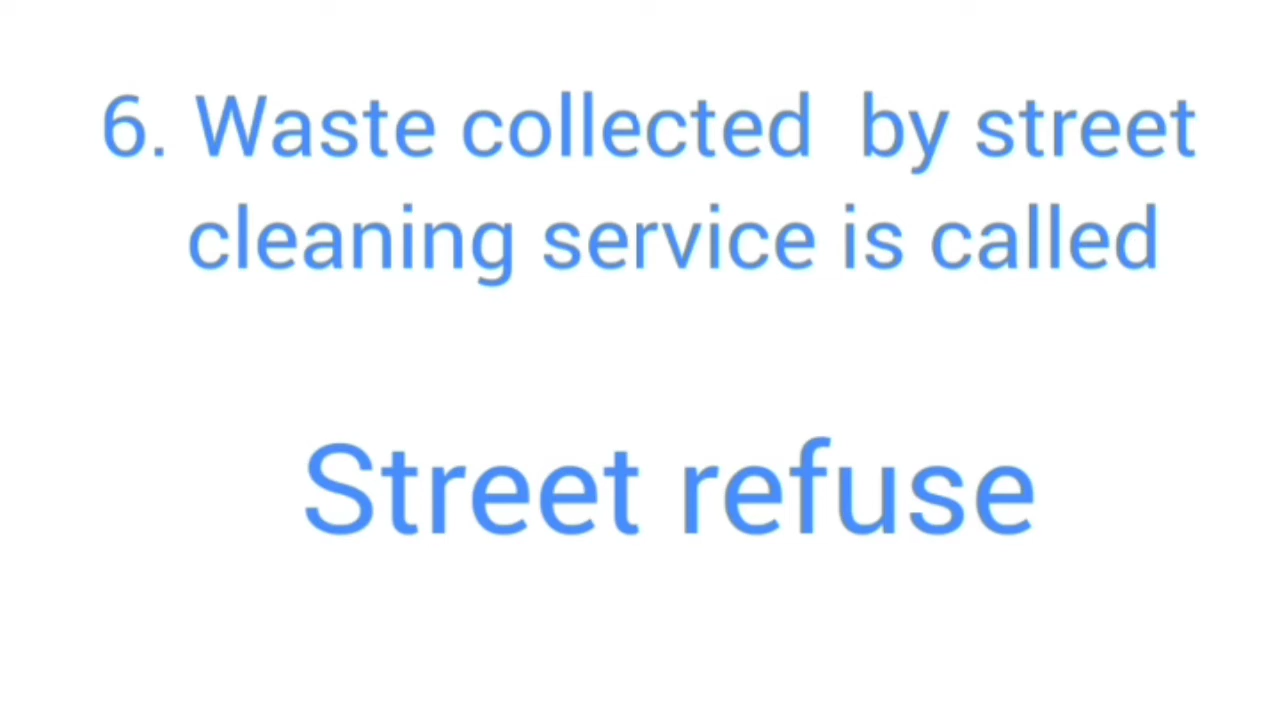 6. Waste collected by street
cleaning service is called
Street refuse